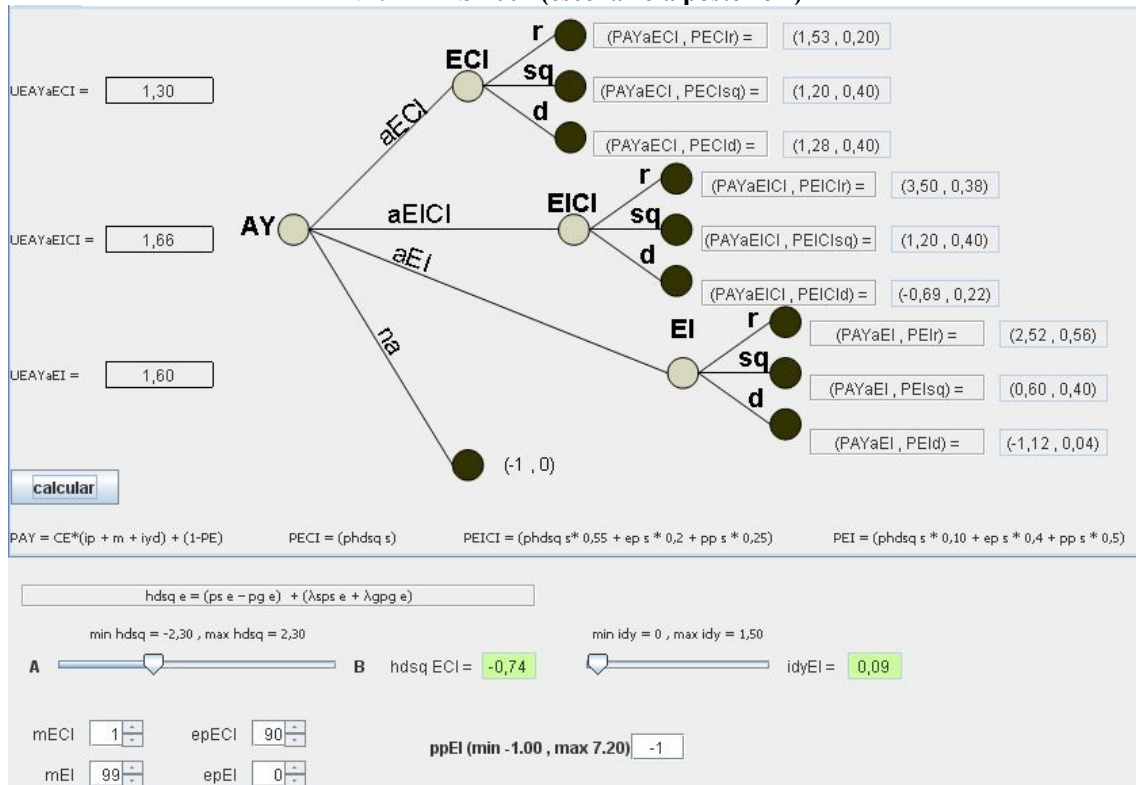 r (PAYaECI , PECIr) = (1,53 , 0,20)
ECI
sq (PAYaECI , PECIsq) = (1,20 , 0,40)
UEAYaECI = 1,30
d (PAYaECI , PECId) = (1,28 , 0,40)
aECI
r (PAYaEICI , PEICIr) = (3,50 , 0,38)
EICI
AY aEICI sq (PAYaEICI , PEICIsq) = (1,20 , 0,40)
UEAYaEICI = 1,66
d (PAYaEICI , PEICId) = (-0,69 , 0,22)
aEI
r (PAYaEI , PEIr) = (2,52 , 0,56)
EI
na
sq (PAYaEI , PEIsq) = (0,60 , 0,40)
UEAYaEI = 1,60
d (PAYaEI , PEId) = (-1,12 , 0,04)
(-1 , 0)
calcular
PAY = CE*(ip + m + iyd) + (1-PE) PECI = (phdsq s) PEICI = (phdsq s* 0,55 + ep s * 0,2 + pp s * 0,25) PEI = (phdsq s * 0,10 + ep s * 0,4 + pp s * 0,5)
hdsq e = (ps e – pg e) + (λsps e + λgpg e)
min hdsq = -2,30 , max hdsq = 2,30 min idy = 0 , max idy = 1,50
A B hdsq ECI = -0,74 idyEI = 0,09
mECI 1 epECI 90
ppEI (min -1.00 , max 7.20) -1
mEI 99 epEI 0